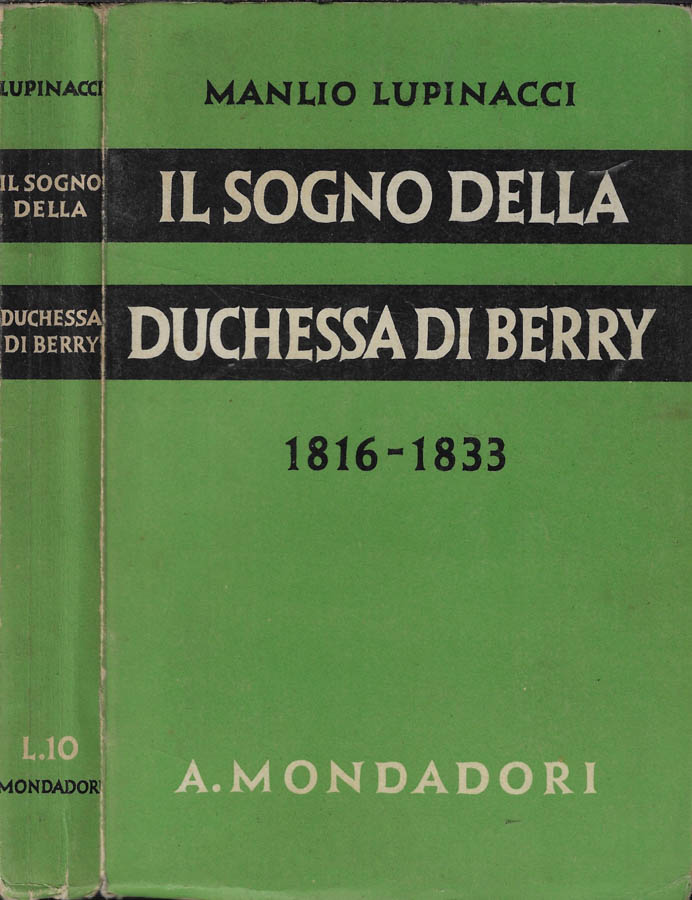 LUPINACCI
IL SOGNO
DELLA
DUCHESSA
DI BERRY
L.10
MONDADORI
MANLIO LUPINACCI
IL SOGNO DELLA
DUCHESSA DI BERRY
1816-1833
A. MONDADORI